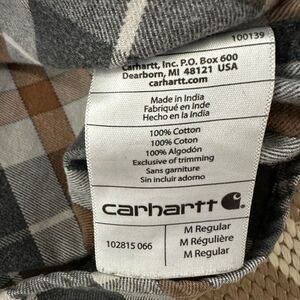 100139
Carhartt, Inc. P.O. Box 600
Dearborn, MI 48121 USA
carhartt.com
Made in India
Fabriqué en Inde
Hecho en la India
100% Cotton
100% Coton
100% Algodón
Exclusive of trimming
Sans garniture
Sin incluir adorno
carhartt
102815 066
M Regular
M Régulière
M Regular